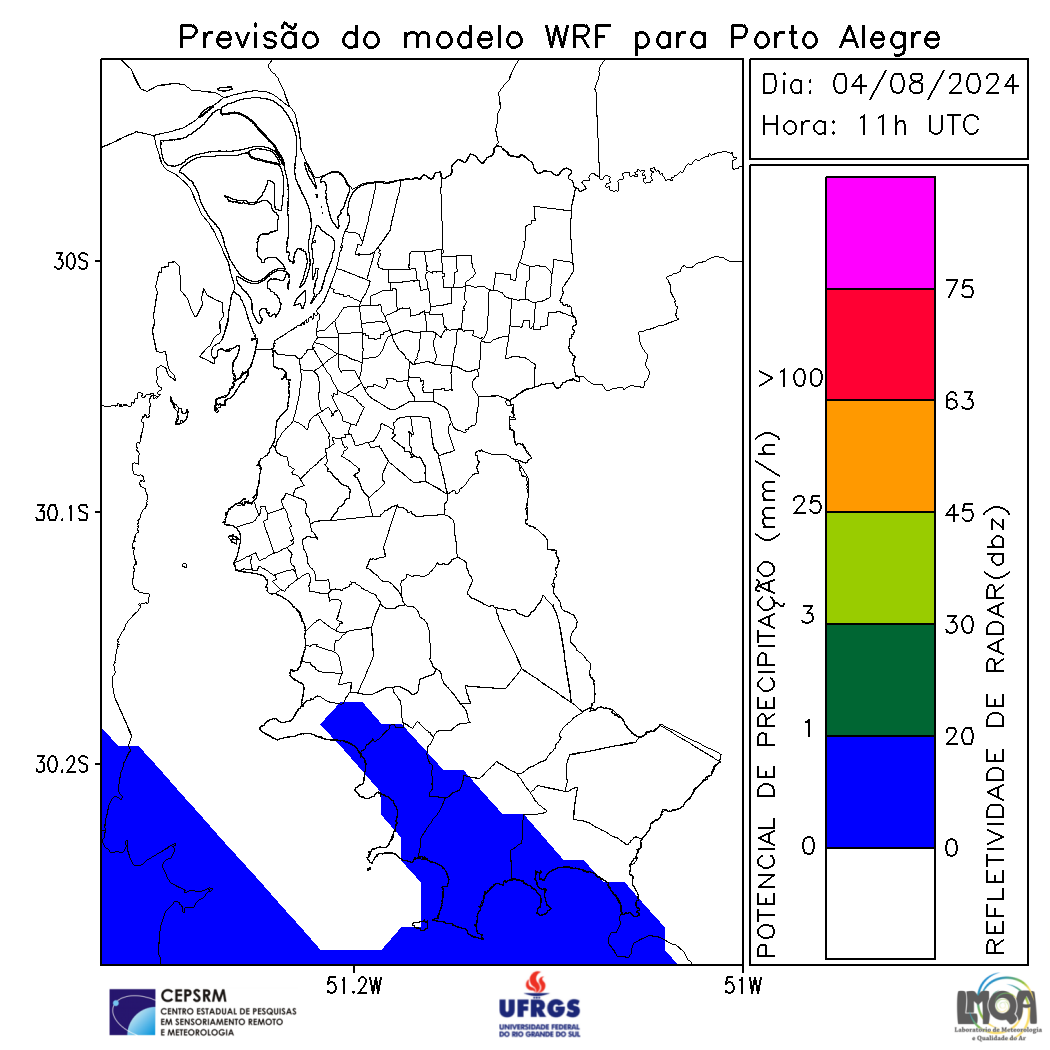 Previsão do modelo WRF para Porto Alegre
Dia: 04/08/2024
Hora: 11h UTC
30S
30.1S
30.2S
51.2W
51W
POTENCIAL DE PRECIPITAÇÃO (mm/h)
>100
25
3
1
0
75
63
45
30
20
0
REFLETIVIDADE DE RADAR(dbz)
CEPSRM
CENTRO ESTADUAL DE PESQUISAS
EM SENSORIAMENTO REMOTO
E METEOROLOGIA
UFRGS
UNIVERSIDADE FEDERAL
DO RIO GRANDE DO SUL
LMQA
Laboratório de Meteorologia
e Qualidade do Ar